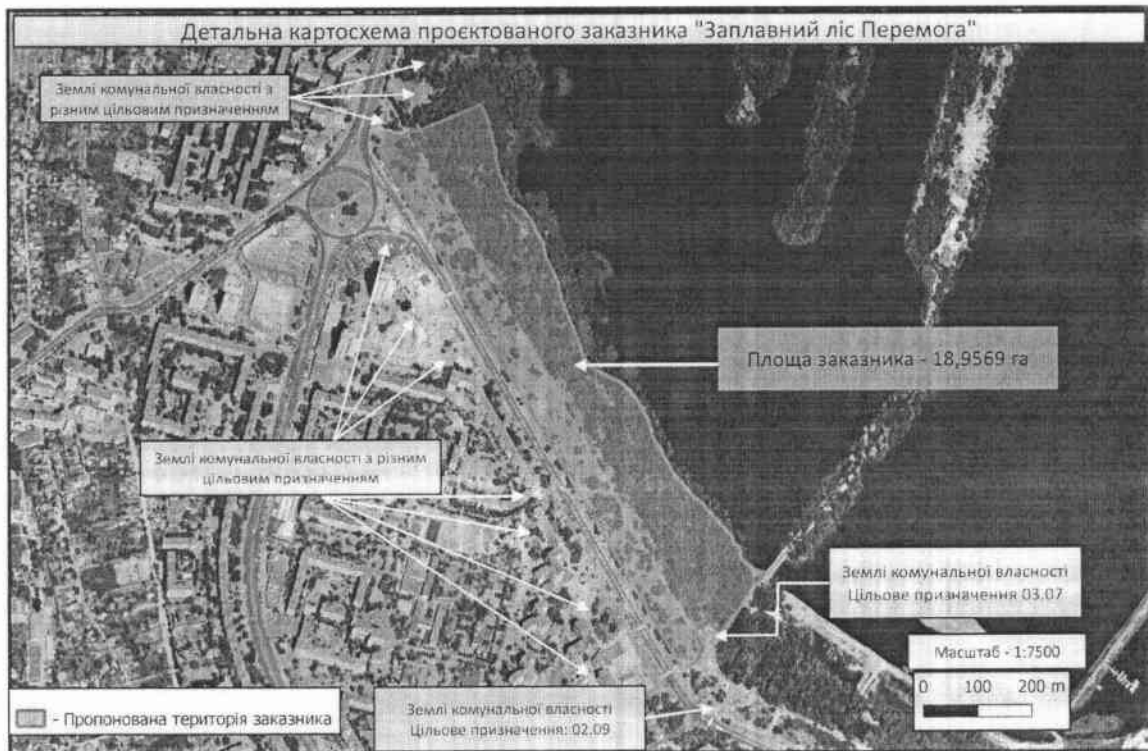 Детальна картосхема проєктованого заказника "Заплавний ліс Перемога"
Землі комунальної власності з
різним цільовим призначенням
Площа заказника - 18,9569 га
Землі комунальної власності з різним
цільовим призначенням
Землі комунальної власності
Цільове призначення 03.07
Масштаб - 1:7500
0 100 200 m
- Пропонована територія заказника
Землі комунальної власності
Цільове призначення: 02.09